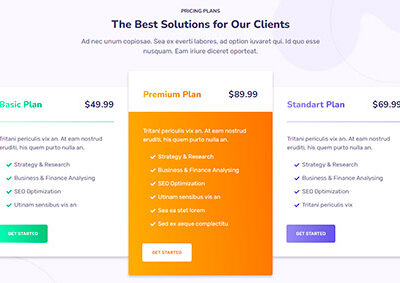 PRICING PLANS
The Best Solutions for Our Clients
Ad nec unum copiosae. Sea ex everti labores, ad option iuvaret qui. Id quo esse
nusquam. Eam iriure diceret oporteat.
Basic Plan $49.99
Tritani periculis vix an. At eam nostrud
eruditi, his quem purto nulla an.
Strategy & Research
Business & Finance Analysing
SEO Optimization
Utinam sensibus vis an
GET STARTED
Premium Plan $89.99
Tritani periculis vix an. At eam nostrud
eruditi, his quem purto nulla an.
Strategy & Research
Business & Finance Analysing
SEO Optimization
Utinam sensibus vis an
Sea ea stet lorem
Sed ex aeque complectitu
GET STARTED
Standart Plan $69.99
Tritani periculis vix an. At eam nostrud
eruditi, his quem purto nulla an.
Strategy & Research
Business & Finance Analysing
SEO Optimization
Tritani periculis vix
GET STARTED